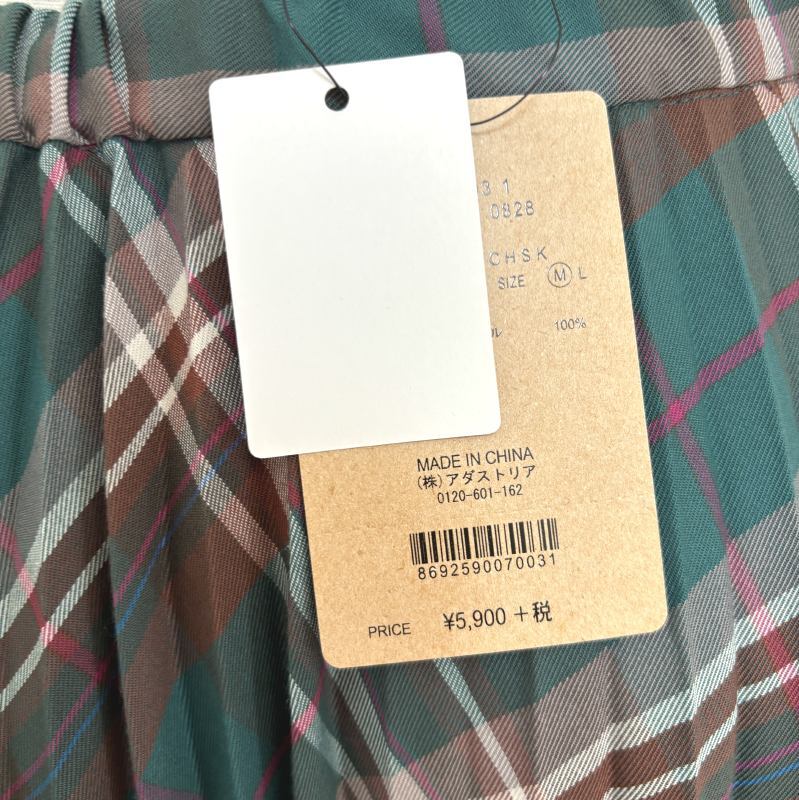 31
0828
CHSK
SIZE M L
ル 100%
MADE IN CHINA
(株)アダストリア
0120-601-162
8692590070031
PRICE ¥5,900+税